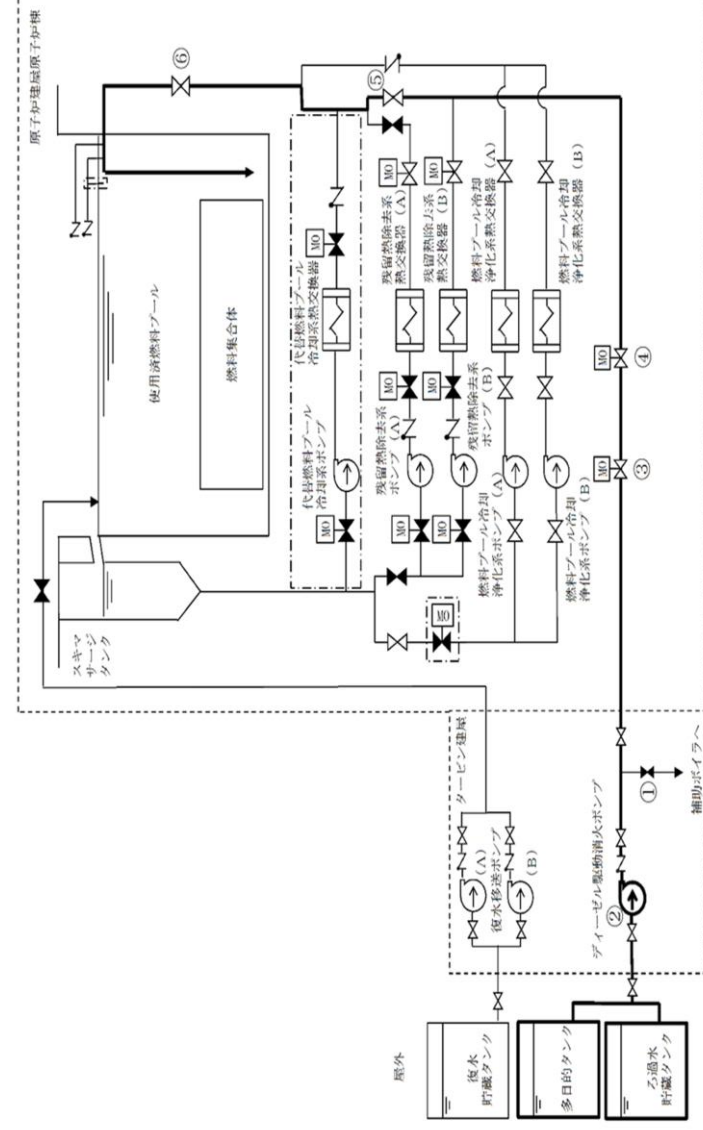 原子炉建屋原子炉棟
⑥
使用済燃料プール
燃料集合体
スキマ
サージ
タンク
代替燃料プール
冷却系熱交換器
MO
代替燃料プール
冷却系ポンプ
MO
⑤
残留熱除去系
熱交換器 (A)
MO
MO
残留熱除去系
ポンプ (A)
MO
残留熱除去系
熱交換器 (B)
MO
MO
残留熱除去系
ポンプ (B)
MO
燃料プール冷却
浄化系熱交換器 (A)
燃料プール冷却
浄化系ポンプ (A)
燃料プール冷却
浄化系熱交換器 (B)
燃料プール冷却
浄化系ポンプ (B)
MO
MO
④
MO
③
タービン建屋
(A)
復水移送ポンプ
(B)
ディーゼル駆動消火ポンプ
②
①
補助ボイラへ
屋外
復水
貯蔵タンク
多目的タンク
ろ過水
貯蔵タンク